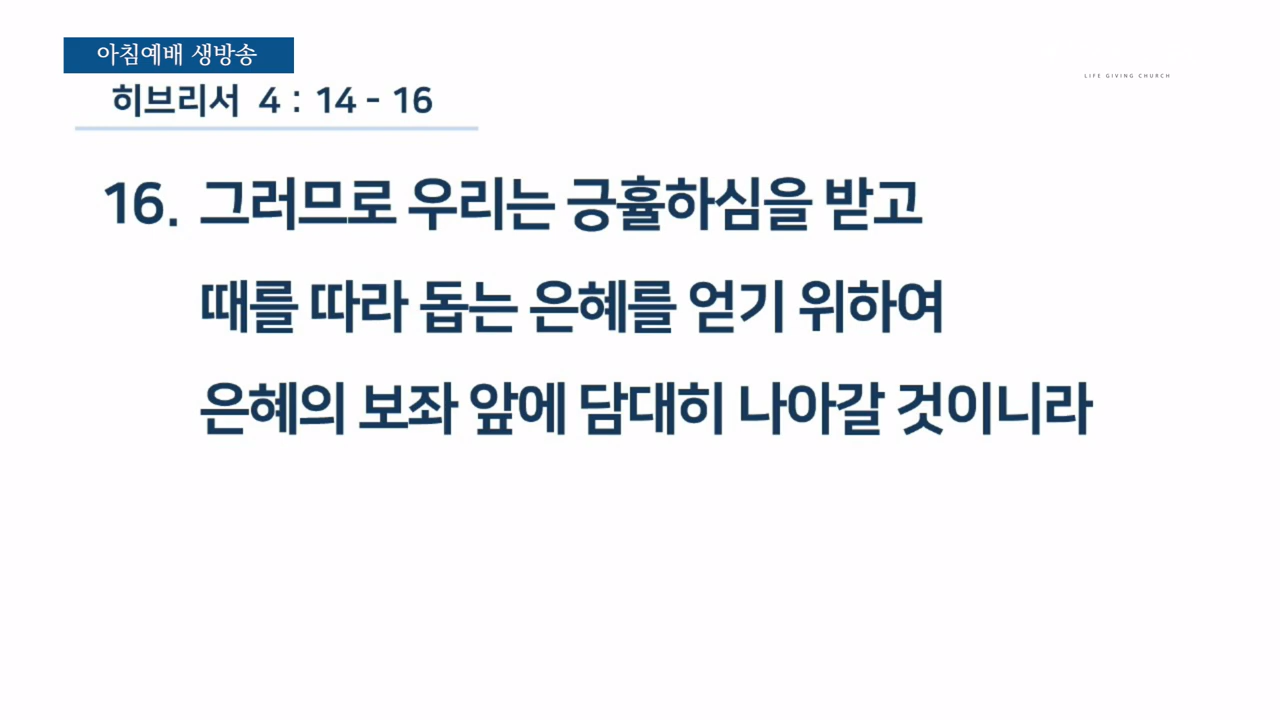 아침예배 생방송
LIFE GIVING CHURCH
히브리서 4 : 14 - 16
16. 그러므로 우리는 긍휼하심을 받고
때를 따라 돕는 은혜를 얻기 위하여
은혜의 보좌 앞에 담대히 나아갈 것이니라